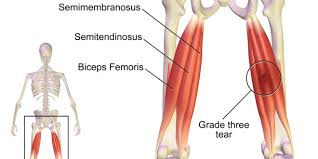 Semimembranosus
Semitendinosus
Biceps Femoris
Grade three
tear